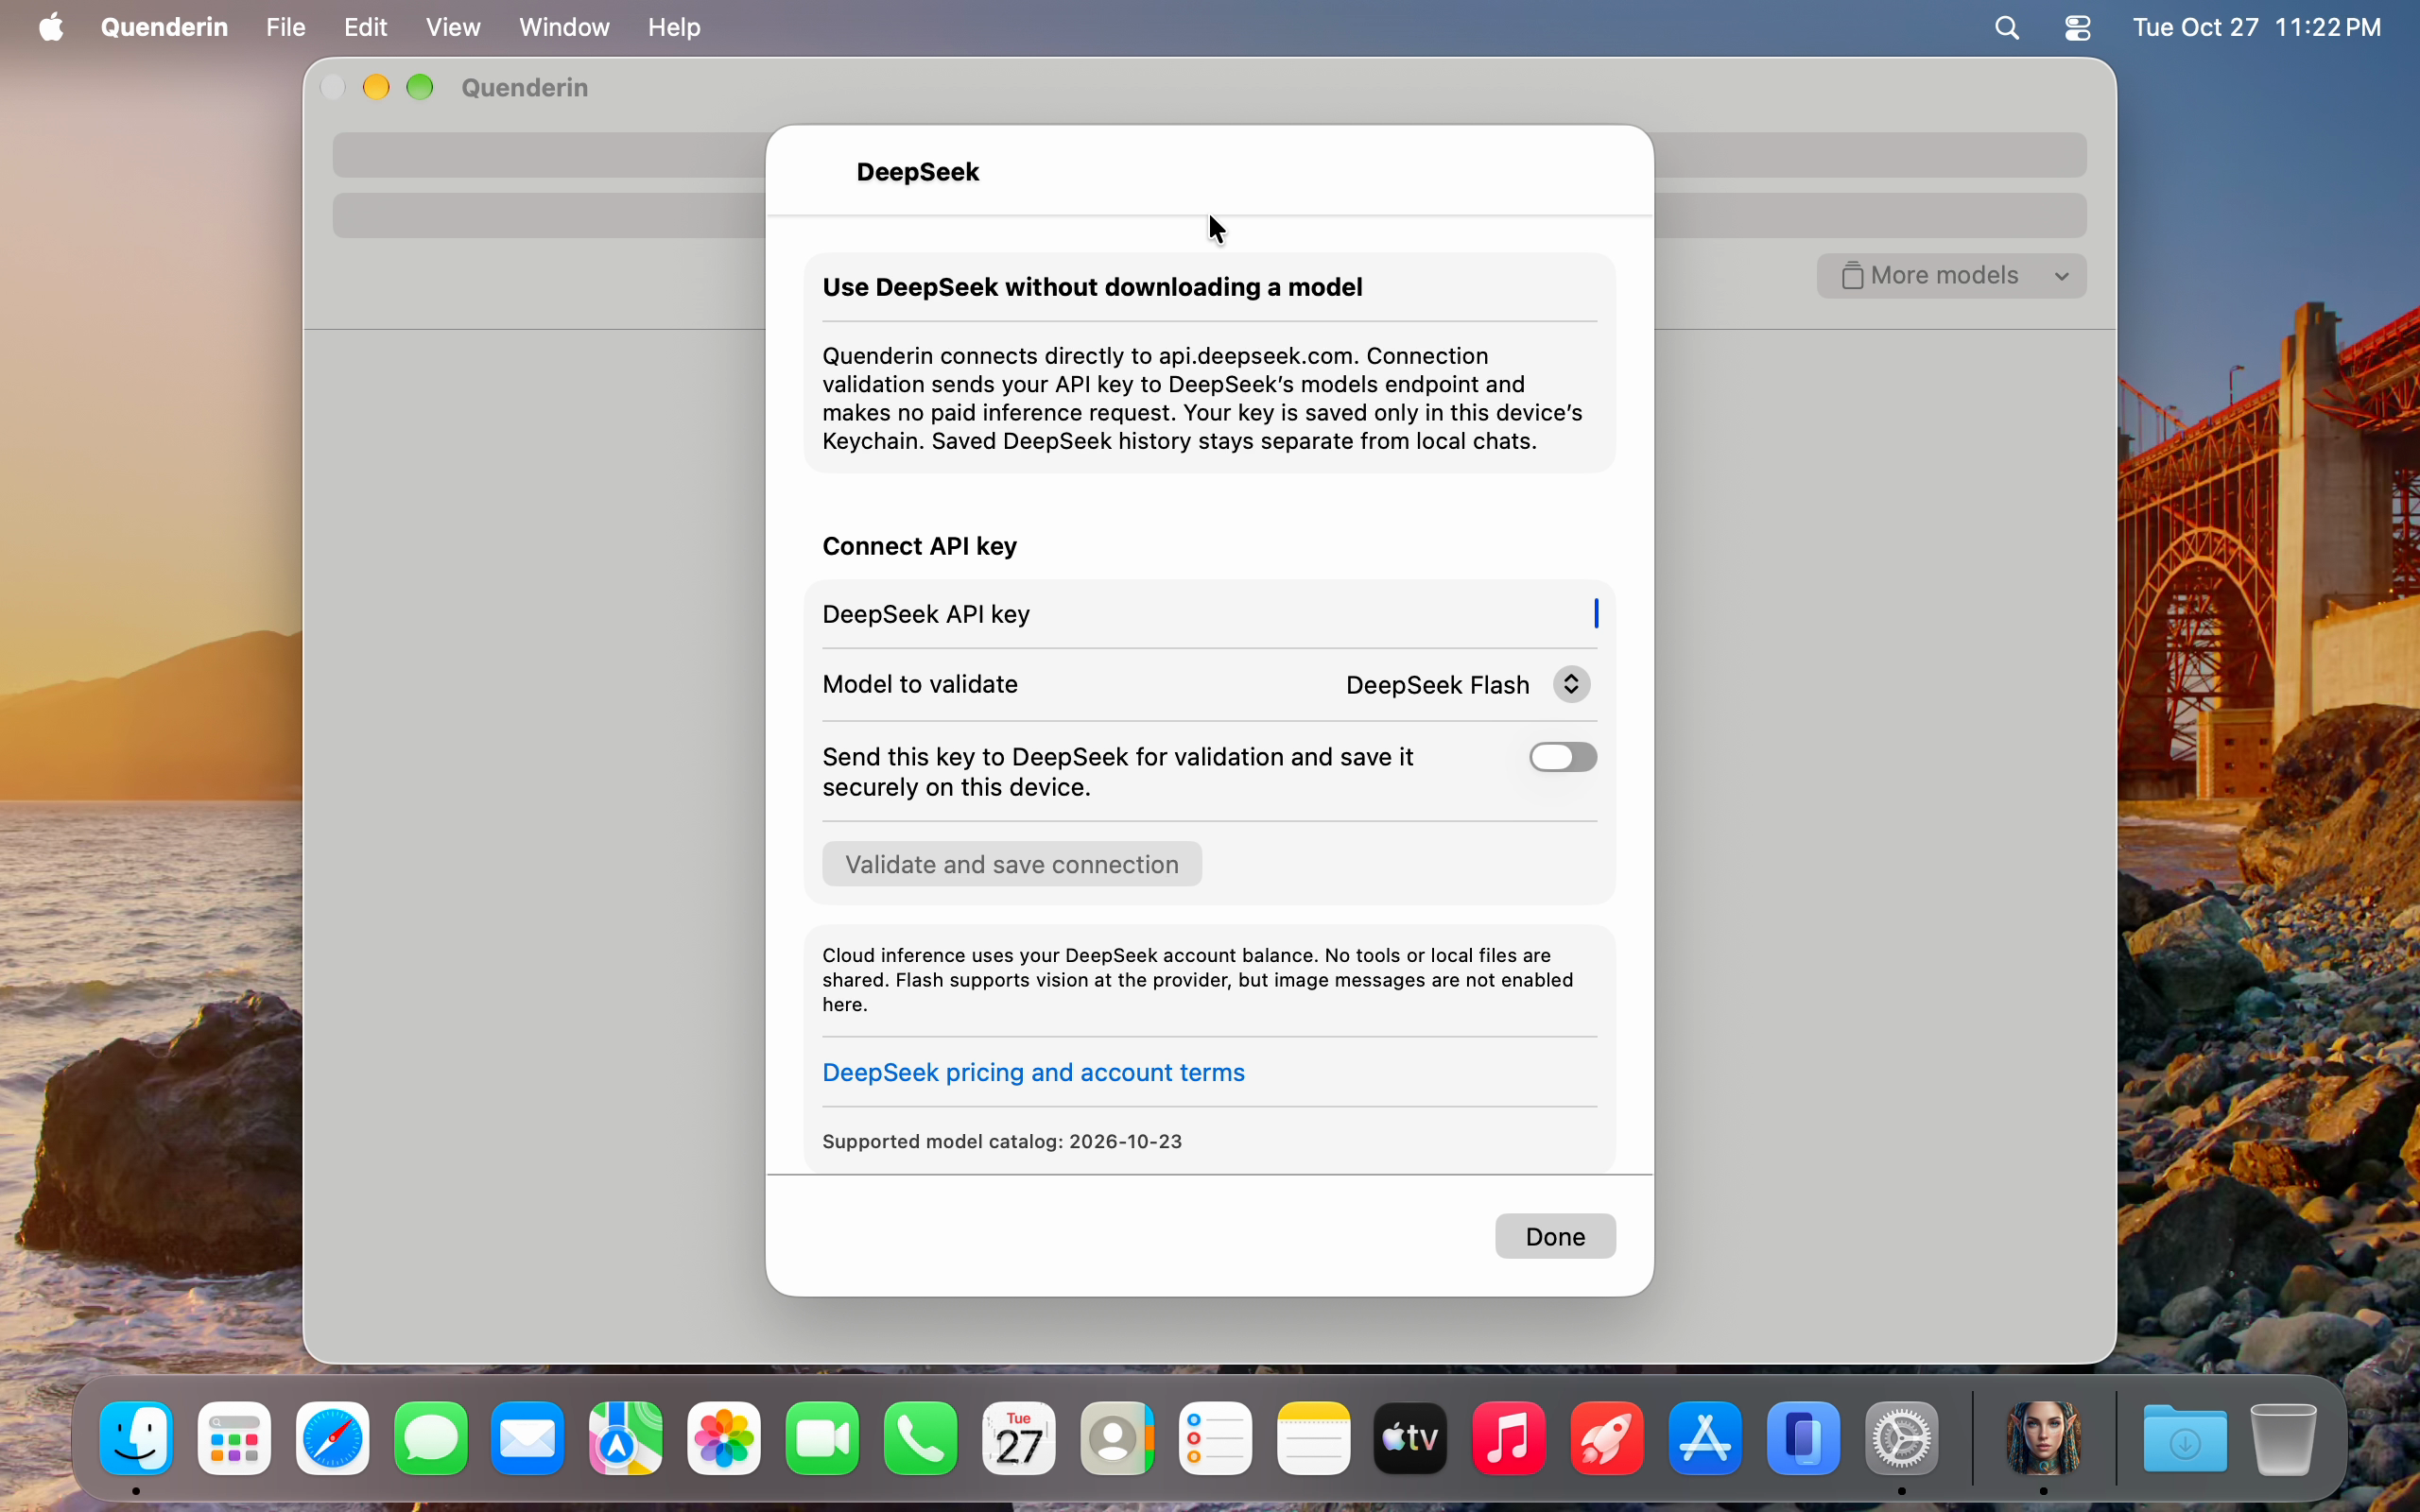 Quenderin File Edit View Window Help Tue Oct 27 11:22 PM
Quenderin
DeepSeek
More models
Use DeepSeek without downloading a model
Quenderin connects directly to api.deepseek.com. Connection
validation sends your API key to DeepSeek’s models endpoint and
makes no paid inference request. Your key is saved only in this device’s
Keychain. Saved DeepSeek history stays separate from local chats.
Connect API key
DeepSeek API key
Model to validate DeepSeek Flash
Send this key to DeepSeek for validation and save it
securely on this device.
Validate and save connection
Cloud inference uses your DeepSeek account balance. No tools or local files are
shared. Flash supports vision at the provider, but image messages are not enabled
here.
DeepSeek pricing and account terms
Supported model catalog: 2026-10-23
Done
Tue
27
tv